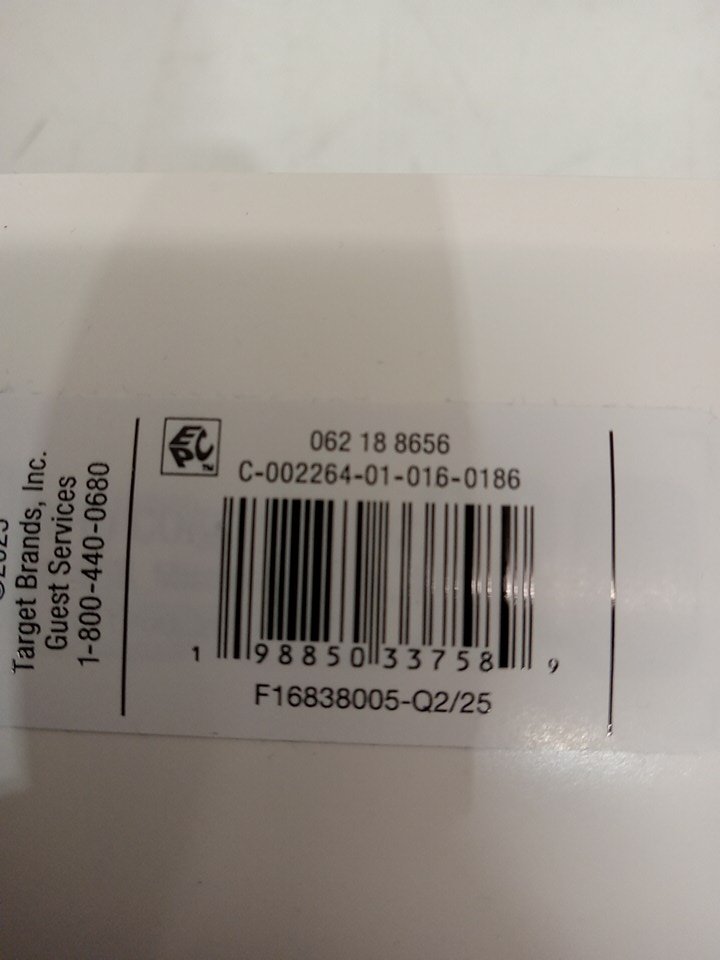 062 18 8656
C-002264-01-016-0186
1 98850 33758 9
F16838005-Q2/25
Target Brands, Inc.
Guest Services
1-800-440-0680
EPC